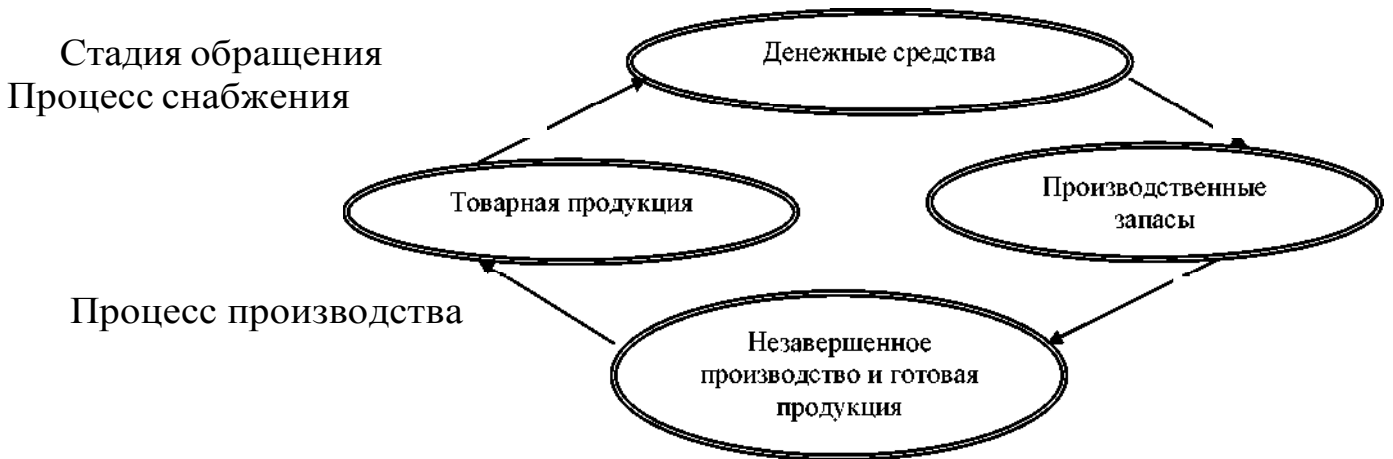 Стадия обращения
Процесс снабжения
Денежные средства
Товарная продукция
Производственные
запасы
Процесс производства
Незавершенное
производство и готовая
продукция